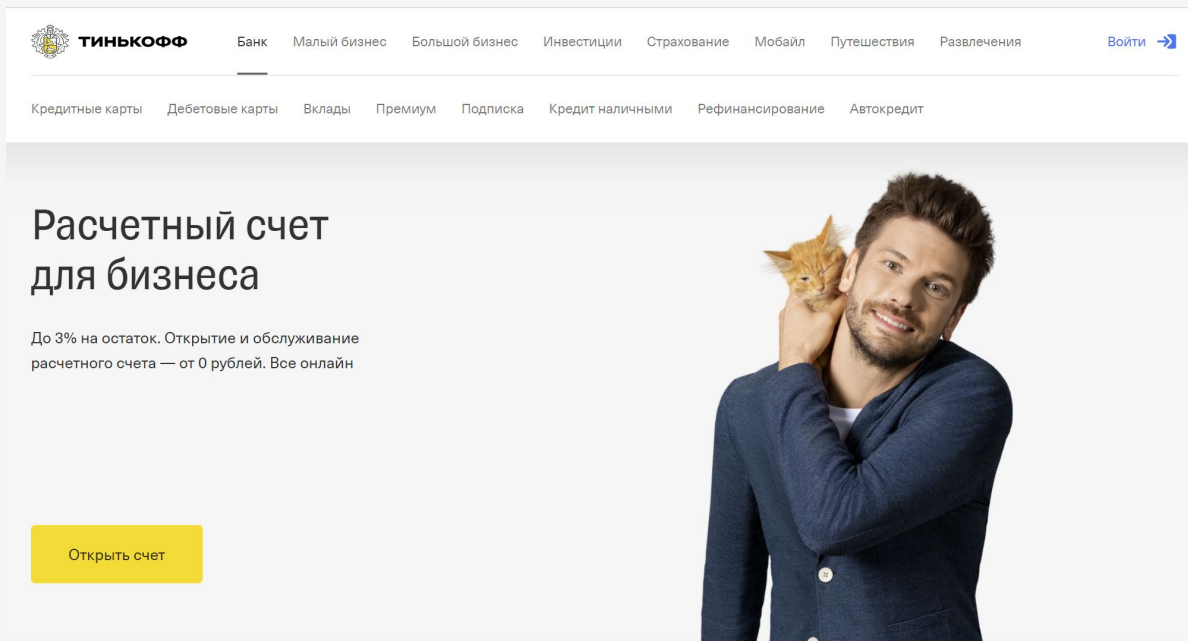 ТИНЬКОФФ Банк Малый бизнес Большой бизнес Инвестиции Страхование Мобайл Путешествия Развлечения Войти
Кредитные карты Дебетовые карты Вклады Премиум Подписка Кредит наличными Рефинансирование Автокредит
Расчетный счет
для бизнеса
До 3% на остаток. Открытие и обслуживание
расчетного счета — от 0 рублей. Все онлайн
Открыть счет